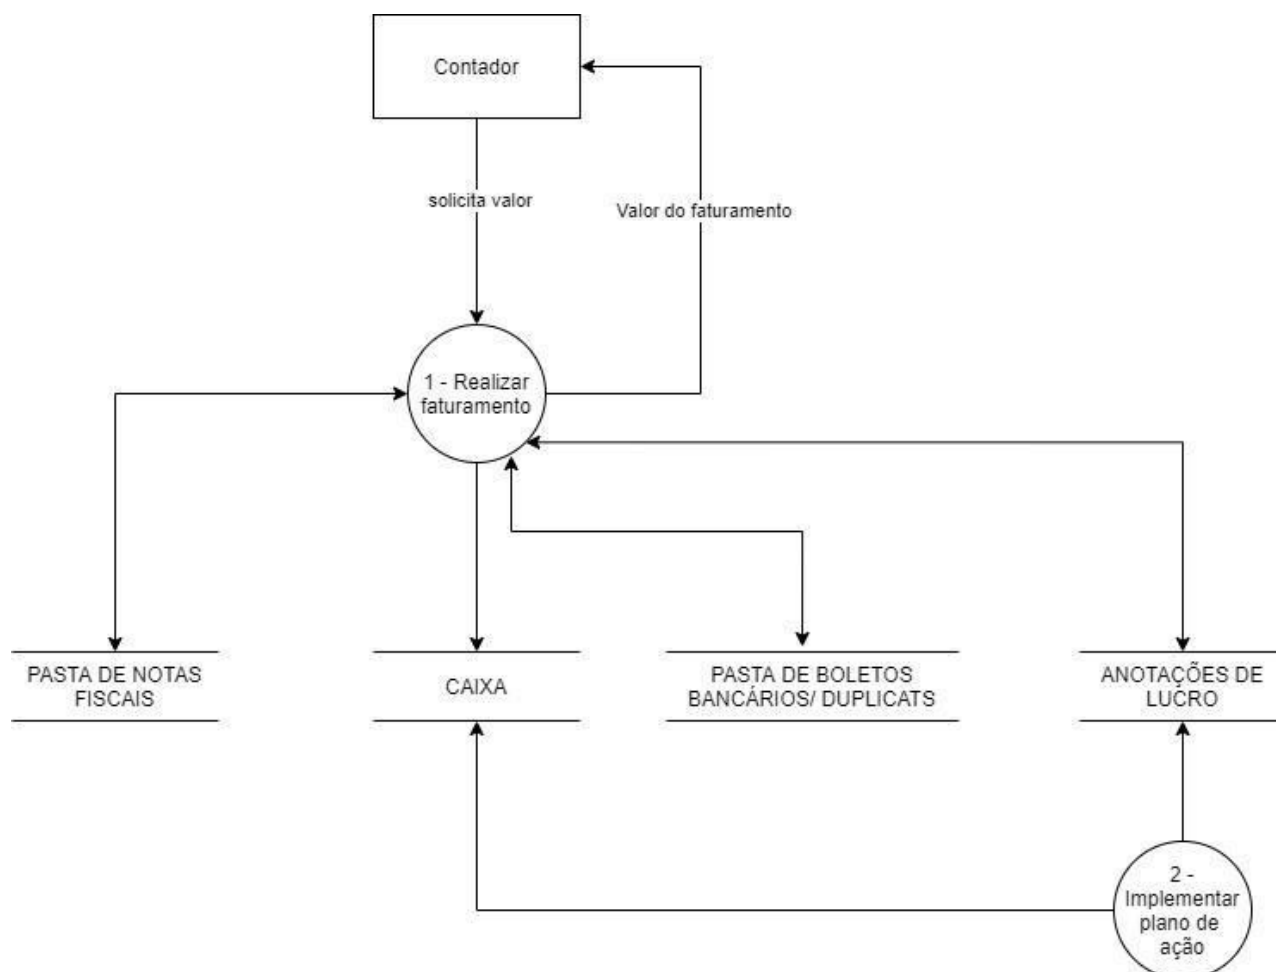 Contador
solicita valor
Valor do faturamento
1 - Realizar
faturamento
PASTA DE NOTAS
FISCAIS
CAIXA
PASTA DE BOLETOS
BANCÁRIOS/ DUPLICATS
ANOTAÇÕES DE
LUCRO
2 -
Implementar
plano de
ação